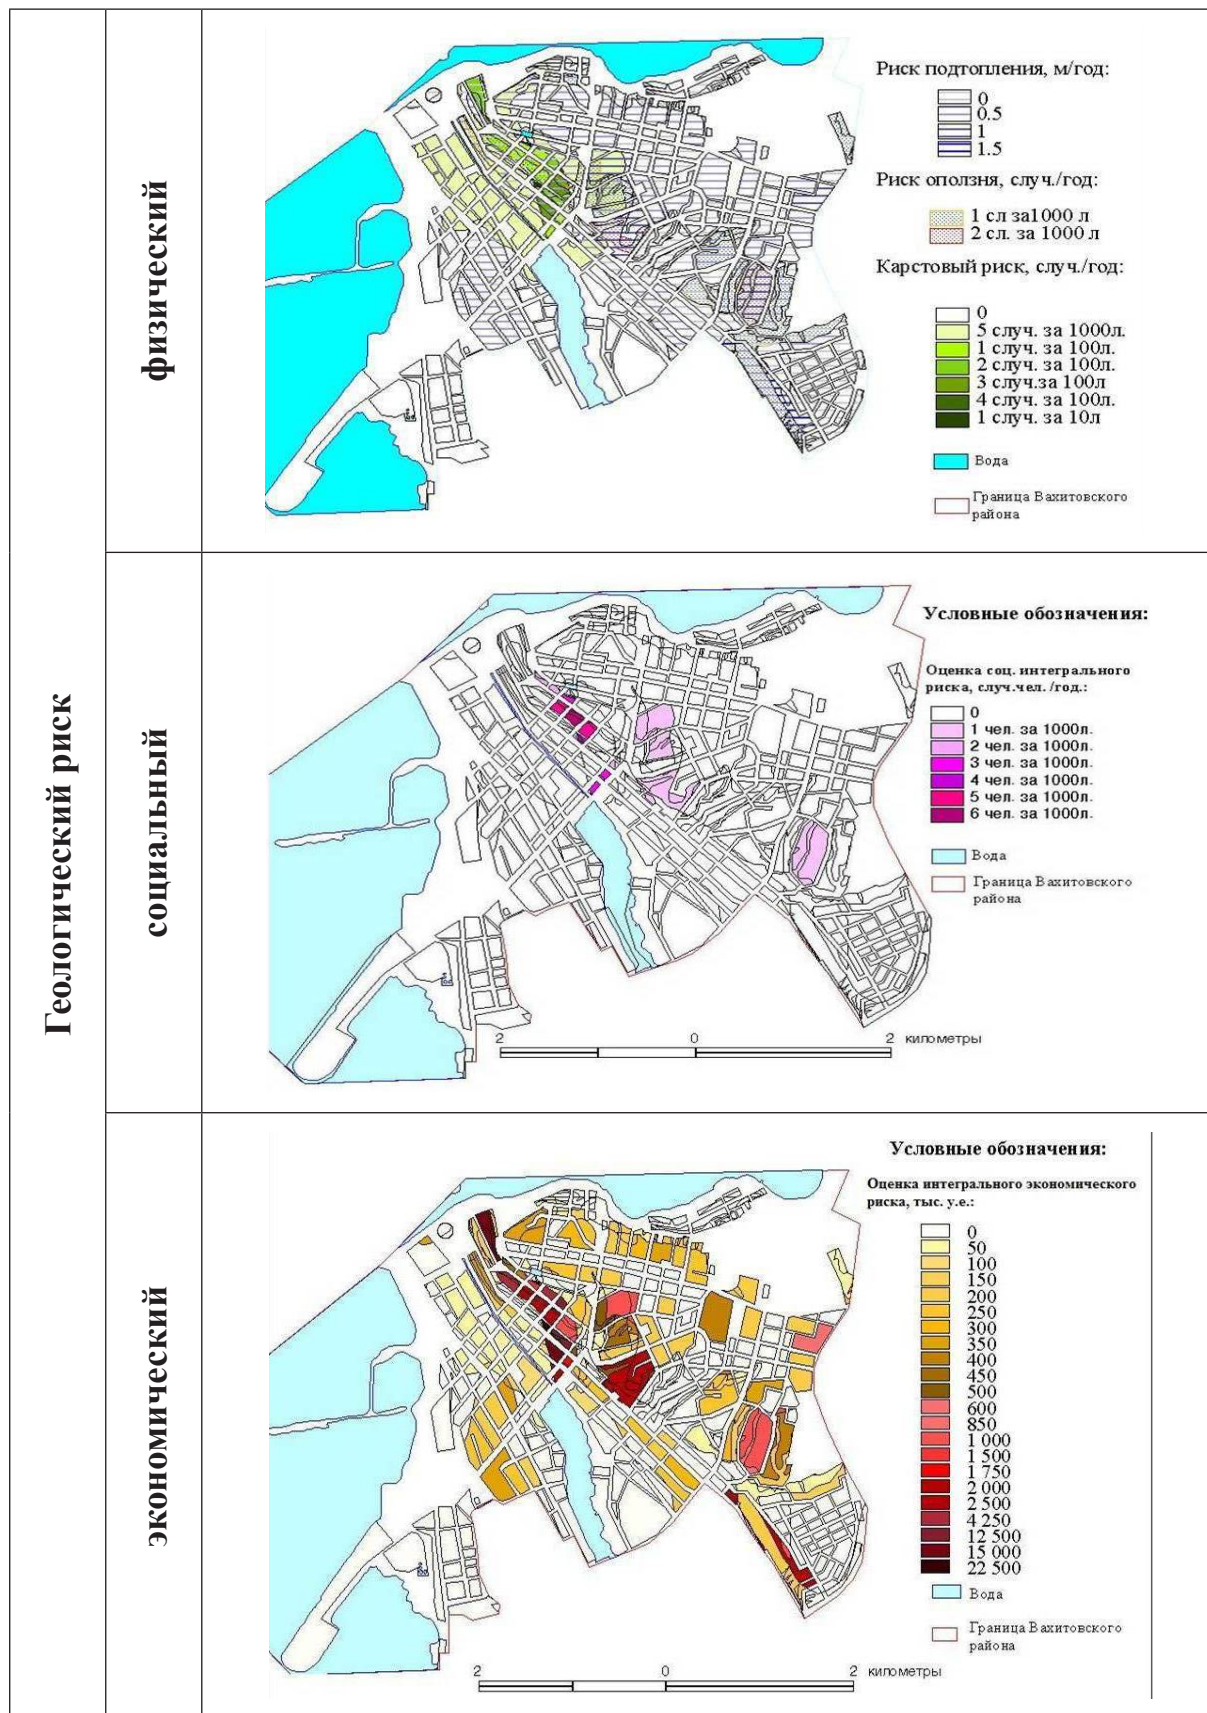 Геологический риск
физический
Риск подтопления, м/год:
0
0.5
1
1.5
Риск оползня, случ./год:
1 сл за1000 л
2 сл. за 1000 л
Карстовый риск, случ./год:
0
5 случ. за 1000л.
1 случ. за 100л.
2 случ. за 100л.
3 случ.за 100л
4 случ. за 100л.
1 случ. за 10л
Вода
Граница Вахитовского
района
социальный
Условные обозначения:
Оценка соц. интегрального
риска, случ.чел. /год.:
0
1 чел. за 1000л.
2 чел. за 1000л.
3 чел. за 1000л.
4 чел. за 1000л.
5 чел. за 1000л.
6 чел. за 1000л.
Вода
Граница Вахитовского
района
2 0 2 километры
экономический
Условные обозначения:
Оценка интегрального экономического
риска, тыс. у.е.:
0
50
100
150
200
250
300
350
400
450
500
600
850
1 000
1 500
1 750
2 000
2 500
4 250
12 500
15 000
22 500
Вода
Граница Вахитовского
района
2 0 2 километры